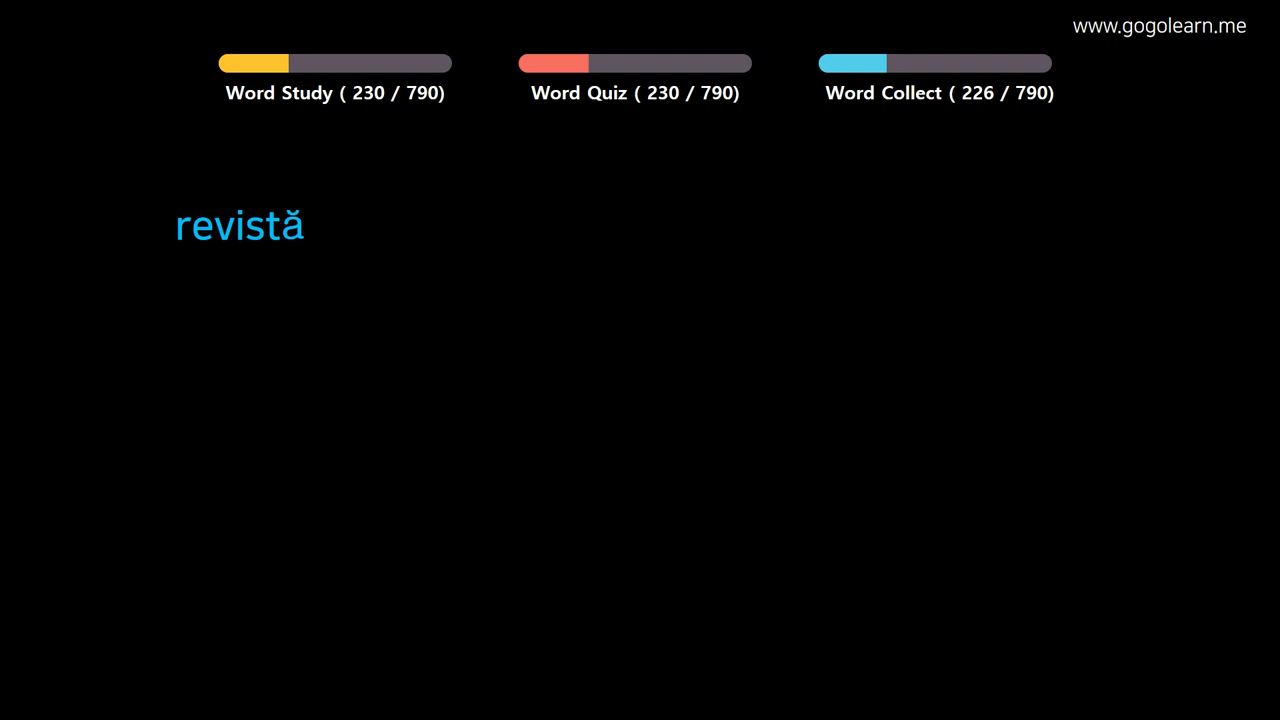 www.gogolearn.me
Word Study ( 230 / 790)
Word Quiz ( 230 / 790)
Word Collect ( 226 / 790)
revistă